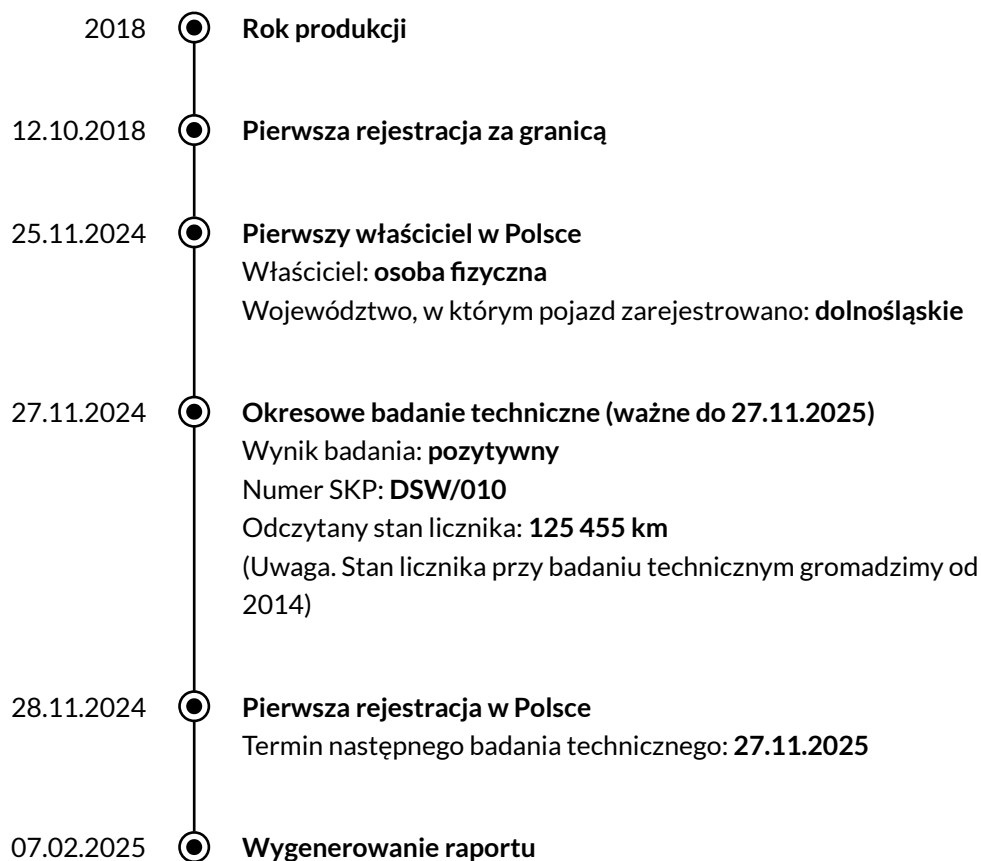 2018 Rok produkcji
12.10.2018 Pierwsza rejestracja za granicą
25.11.2024 Pierwszy właściciel w Polsce
Właściciel: osoba fizyczna
Województwo, w którym pojazd zarejestrowano: dolnośląskie
27.11.2024 Okresowe badanie techniczne (ważne do 27.11.2025)
Wynik badania: pozytywny
Numer SKP: DSW/010
Odczytany stan licznika: 125 455 km
(Uwaga. Stan licznika przy badaniu technicznym gromadzimy od
2014)
28.11.2024 Pierwsza rejestracja w Polsce
Termin następnego badania technicznego: 27.11.2025
07.02.2025 Wygenerowanie raportu